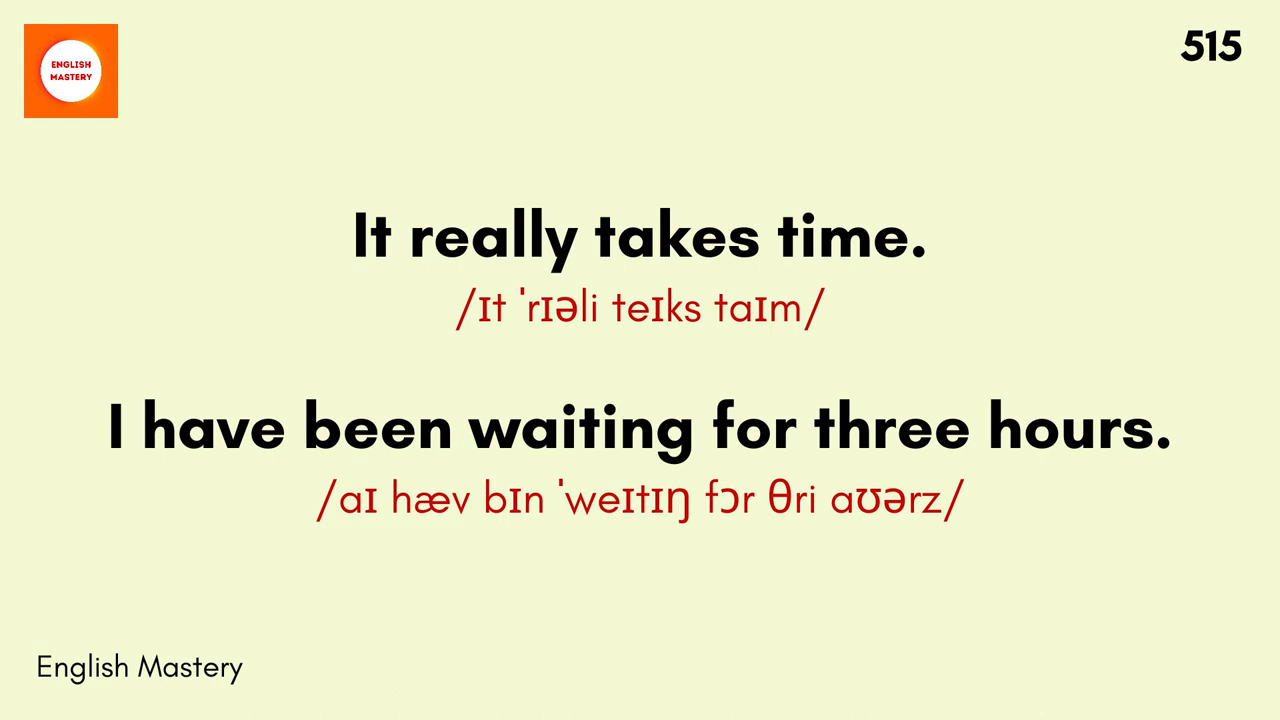 ENGLISH
MASTERY
515
It really takes time.
/ɪt ˈrɪəli teɪks taɪm/
I have been waiting for three hours.
/aɪ hæv bɪn ˈweɪtɪŋ fɔr θri aʊərz/
English Mastery